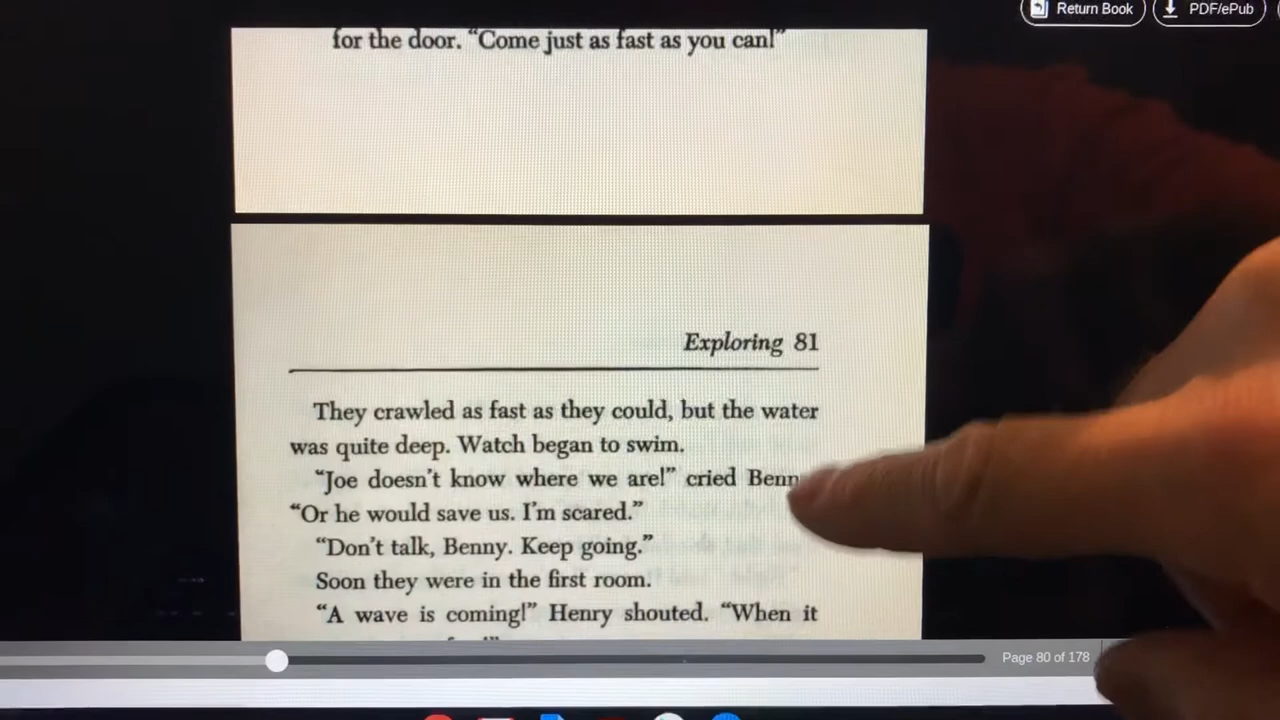 Return Book
PDF/ePub
for the door. “Come just as fast as you can!”
Exploring 81
They crawled as fast as they could, but the water
was quite deep. Watch began to swim.
“Joe doesn’t know where we are!” cried Benn
“Or he would save us. I’m scared.”
“Don’t talk, Benny. Keep going.”
Soon they were in the first room.
“A wave is coming!” Henry shouted. “When it
Page 80 of 178